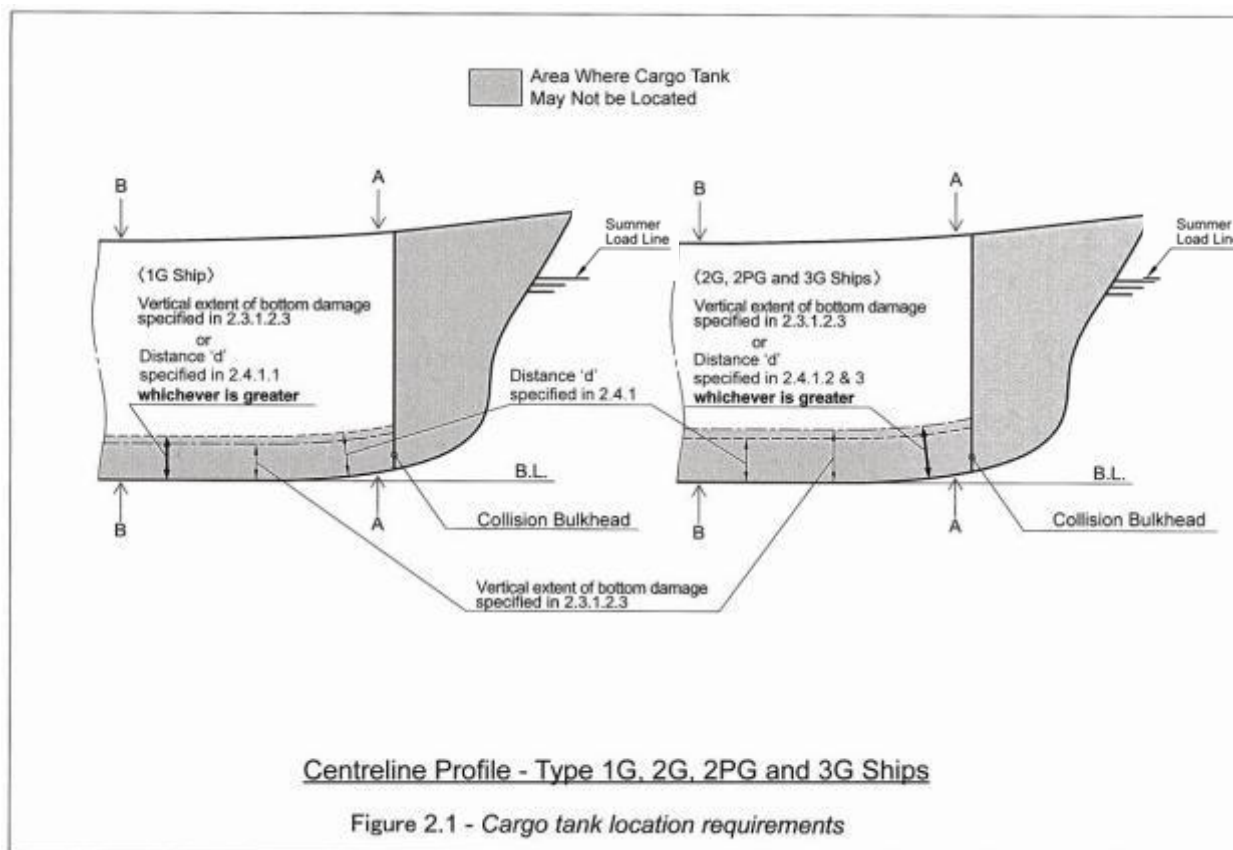 Area Where Cargo Tank
May Not be Located
B
A
Summer
Load Line
〈1G Ship〉
Vertical extent of bottom damage
specified in 2.3.1.2.3
or
Distance ‘d’
specified in 2.4.1.1
whichever is greater
Distance ‘d’
specified in 2.4.1
B.L.
B
A
Collision Bulkhead
B
A
Summer
Load Line
〈2G, 2PG and 3G Ships〉
Vertical extent of bottom damage
specified in 2.3.1.2.3
or
Distance ‘d’
specified in 2.4.1.2 & 3
whichever is greater
B.L.
B
A
Collision Bulkhead
Vertical extent of bottom damage
specified in 2.3.1.2.3
Centreline Profile - Type 1G, 2G, 2PG and 3G Ships
Figure 2.1 - Cargo tank location requirements